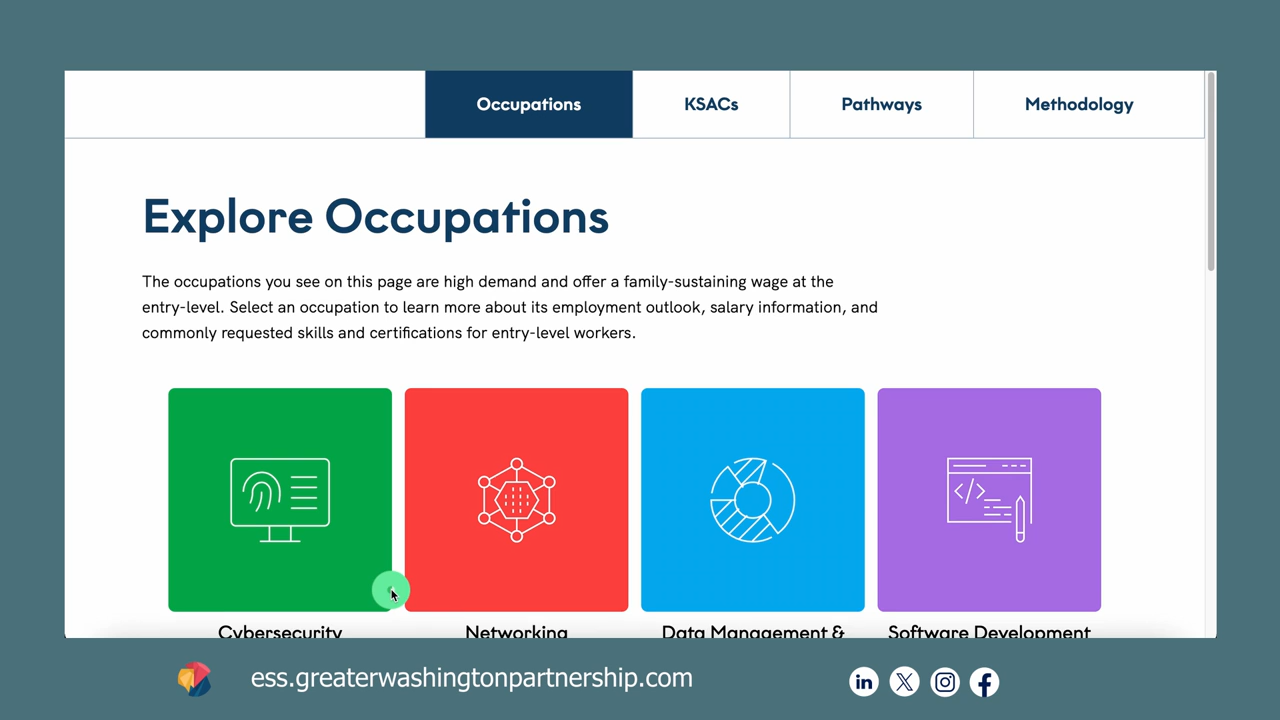 Occupations
KSACs
Pathways
Methodology
Explore Occupations
The occupations you see on this page are high demand and offer a family-sustaining wage at the
entry-level. Select an occupation to learn more about its employment outlook, salary information, and
commonly requested skills and certifications for entry-level workers.
Cybersecurity
Networking
Data Management &
Software Development
ess.greaterwashingtonpartnership.com